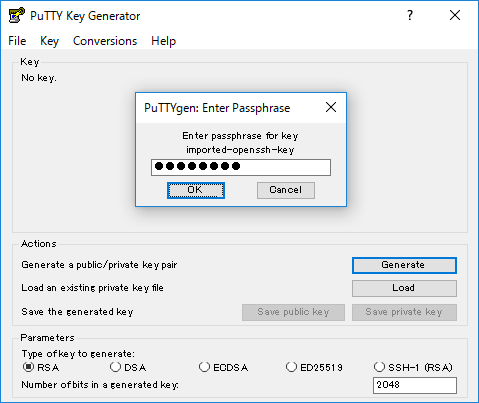 PuTTY Key Generator
?
File Key Conversions Help
Key
No key.
PuTTYgen: Enter Passphrase
Enter passphrase for key
imported-openssh-key
●●●●●●●●
OK Cancel
Actions
Generate a public/private key pair Generate
Load an existing private key file Load
Save the generated key Save public key Save private key
Parameters
Type of key to generate:
RSA DSA ECDSA ED25519 SSH-1 (RSA)
Number of bits in a generated key: 2048